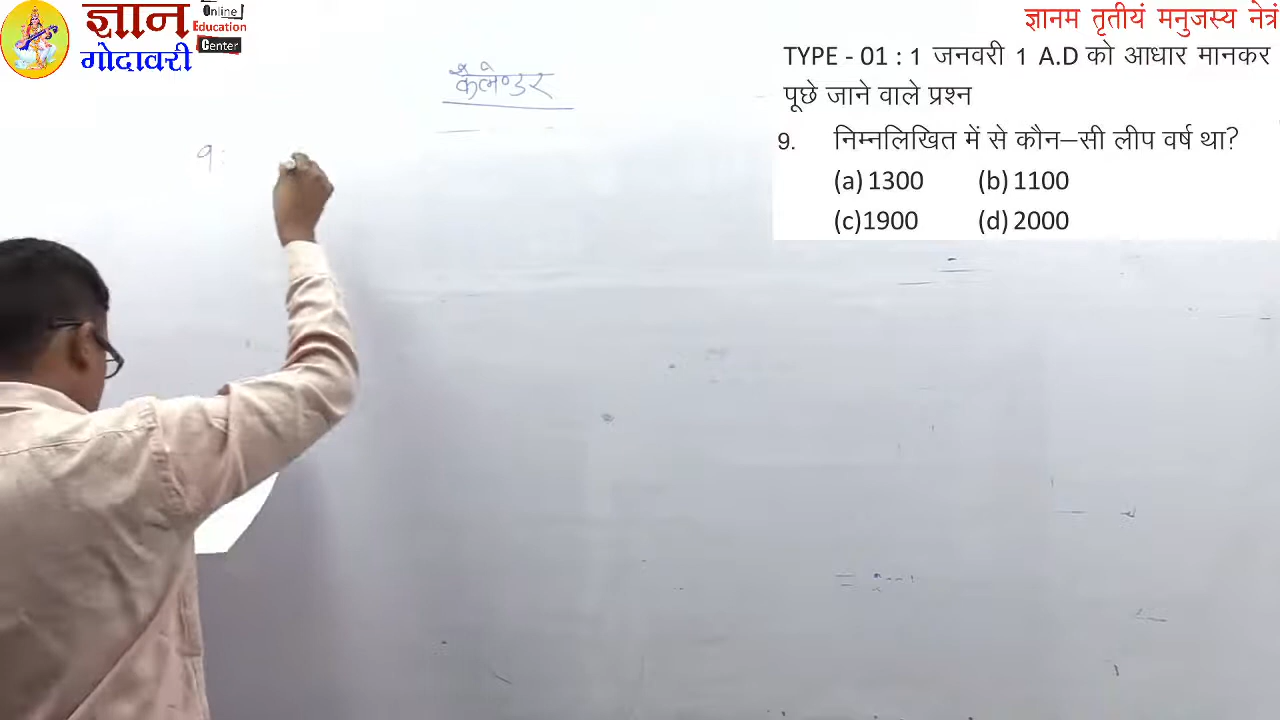 ज्ञान
गोदावरी
Online
Education
Center
ज्ञानम तृतीयं मनुजस्य नेत्रं
कैलेण्डर
TYPE - 01 : 1 जनवरी 1 A.D को आधार मानकर
पूछे जाने वाले प्रश्न
9.
9. निम्नलिखित में से कौन–सी लीप वर्ष था?
(a) 1300 (b) 1100
(c)1900 (d) 2000